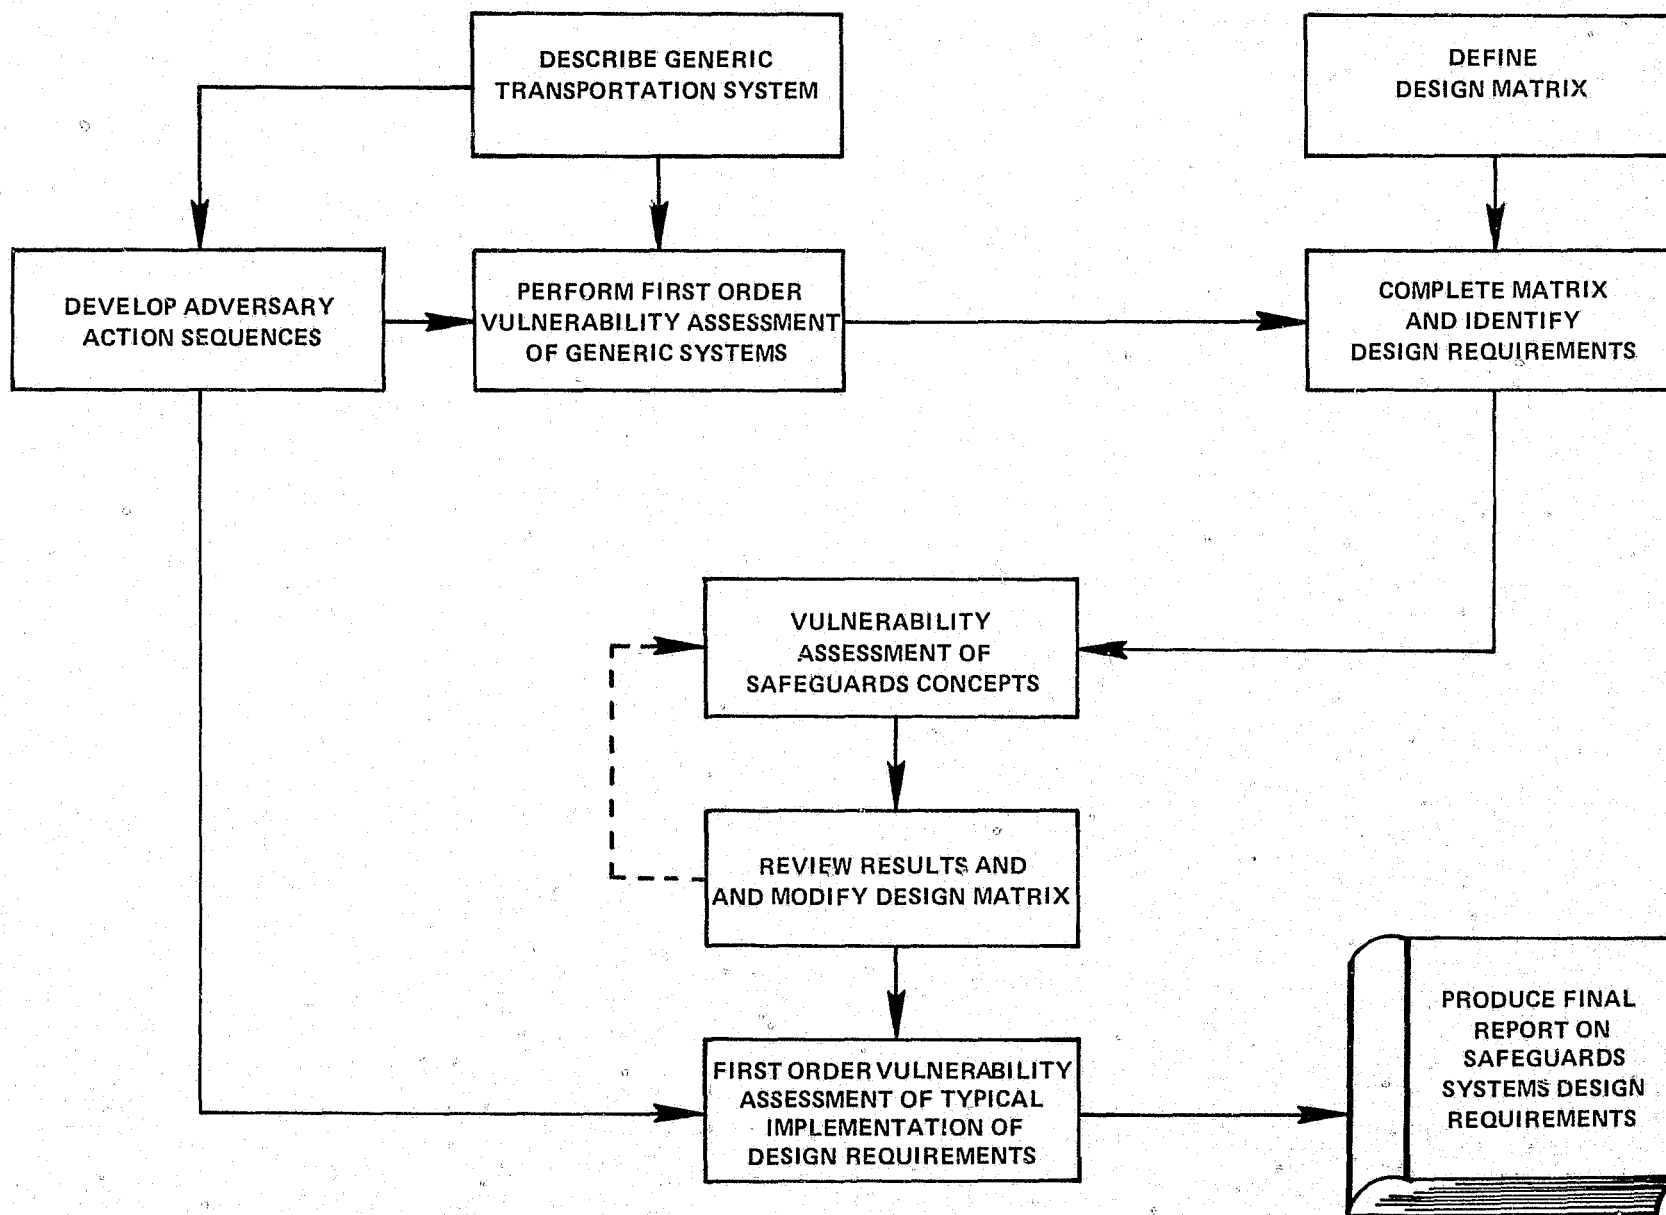 DESCRIBE GENERIC
TRANSPORTATION SYSTEM
DEFINE
DESIGN MATRIX
DEVELOP ADVERSARY
ACTION SEQUENCES
PERFORM FIRST ORDER
VULNERABILITY ASSESSMENT
OF GENERIC SYSTEMS
COMPLETE MATRIX
AND IDENTIFY
DESIGN REQUIREMENTS
VULNERABILITY
ASSESSMENT OF
SAFEGUARDS CONCEPTS
REVIEW RESULTS AND
AND MODIFY DESIGN MATRIX
FIRST ORDER VULNERABILITY
ASSESSMENT OF TYPICAL
IMPLEMENTATION OF
DESIGN REQUIREMENTS
PRODUCE FINAL
REPORT ON
SAFEGUARDS
SYSTEMS DESIGN
REQUIREMENTS